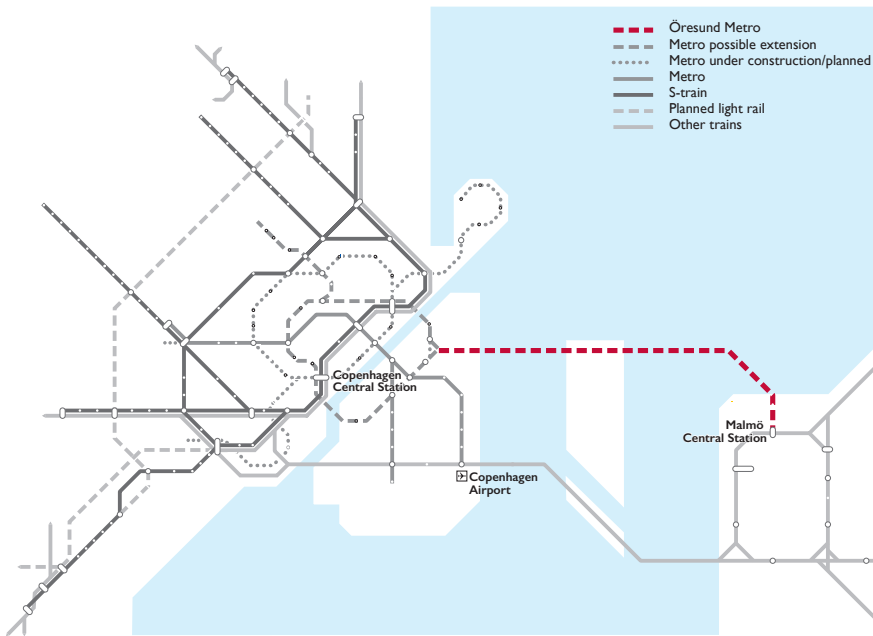 Öresund Metro
Metro possible extension
Metro under construction/planned
Metro
S-train
Planned light rail
Other trains
Copenhagen
Central Station
Malmö
Central Station
Copenhagen
Airport